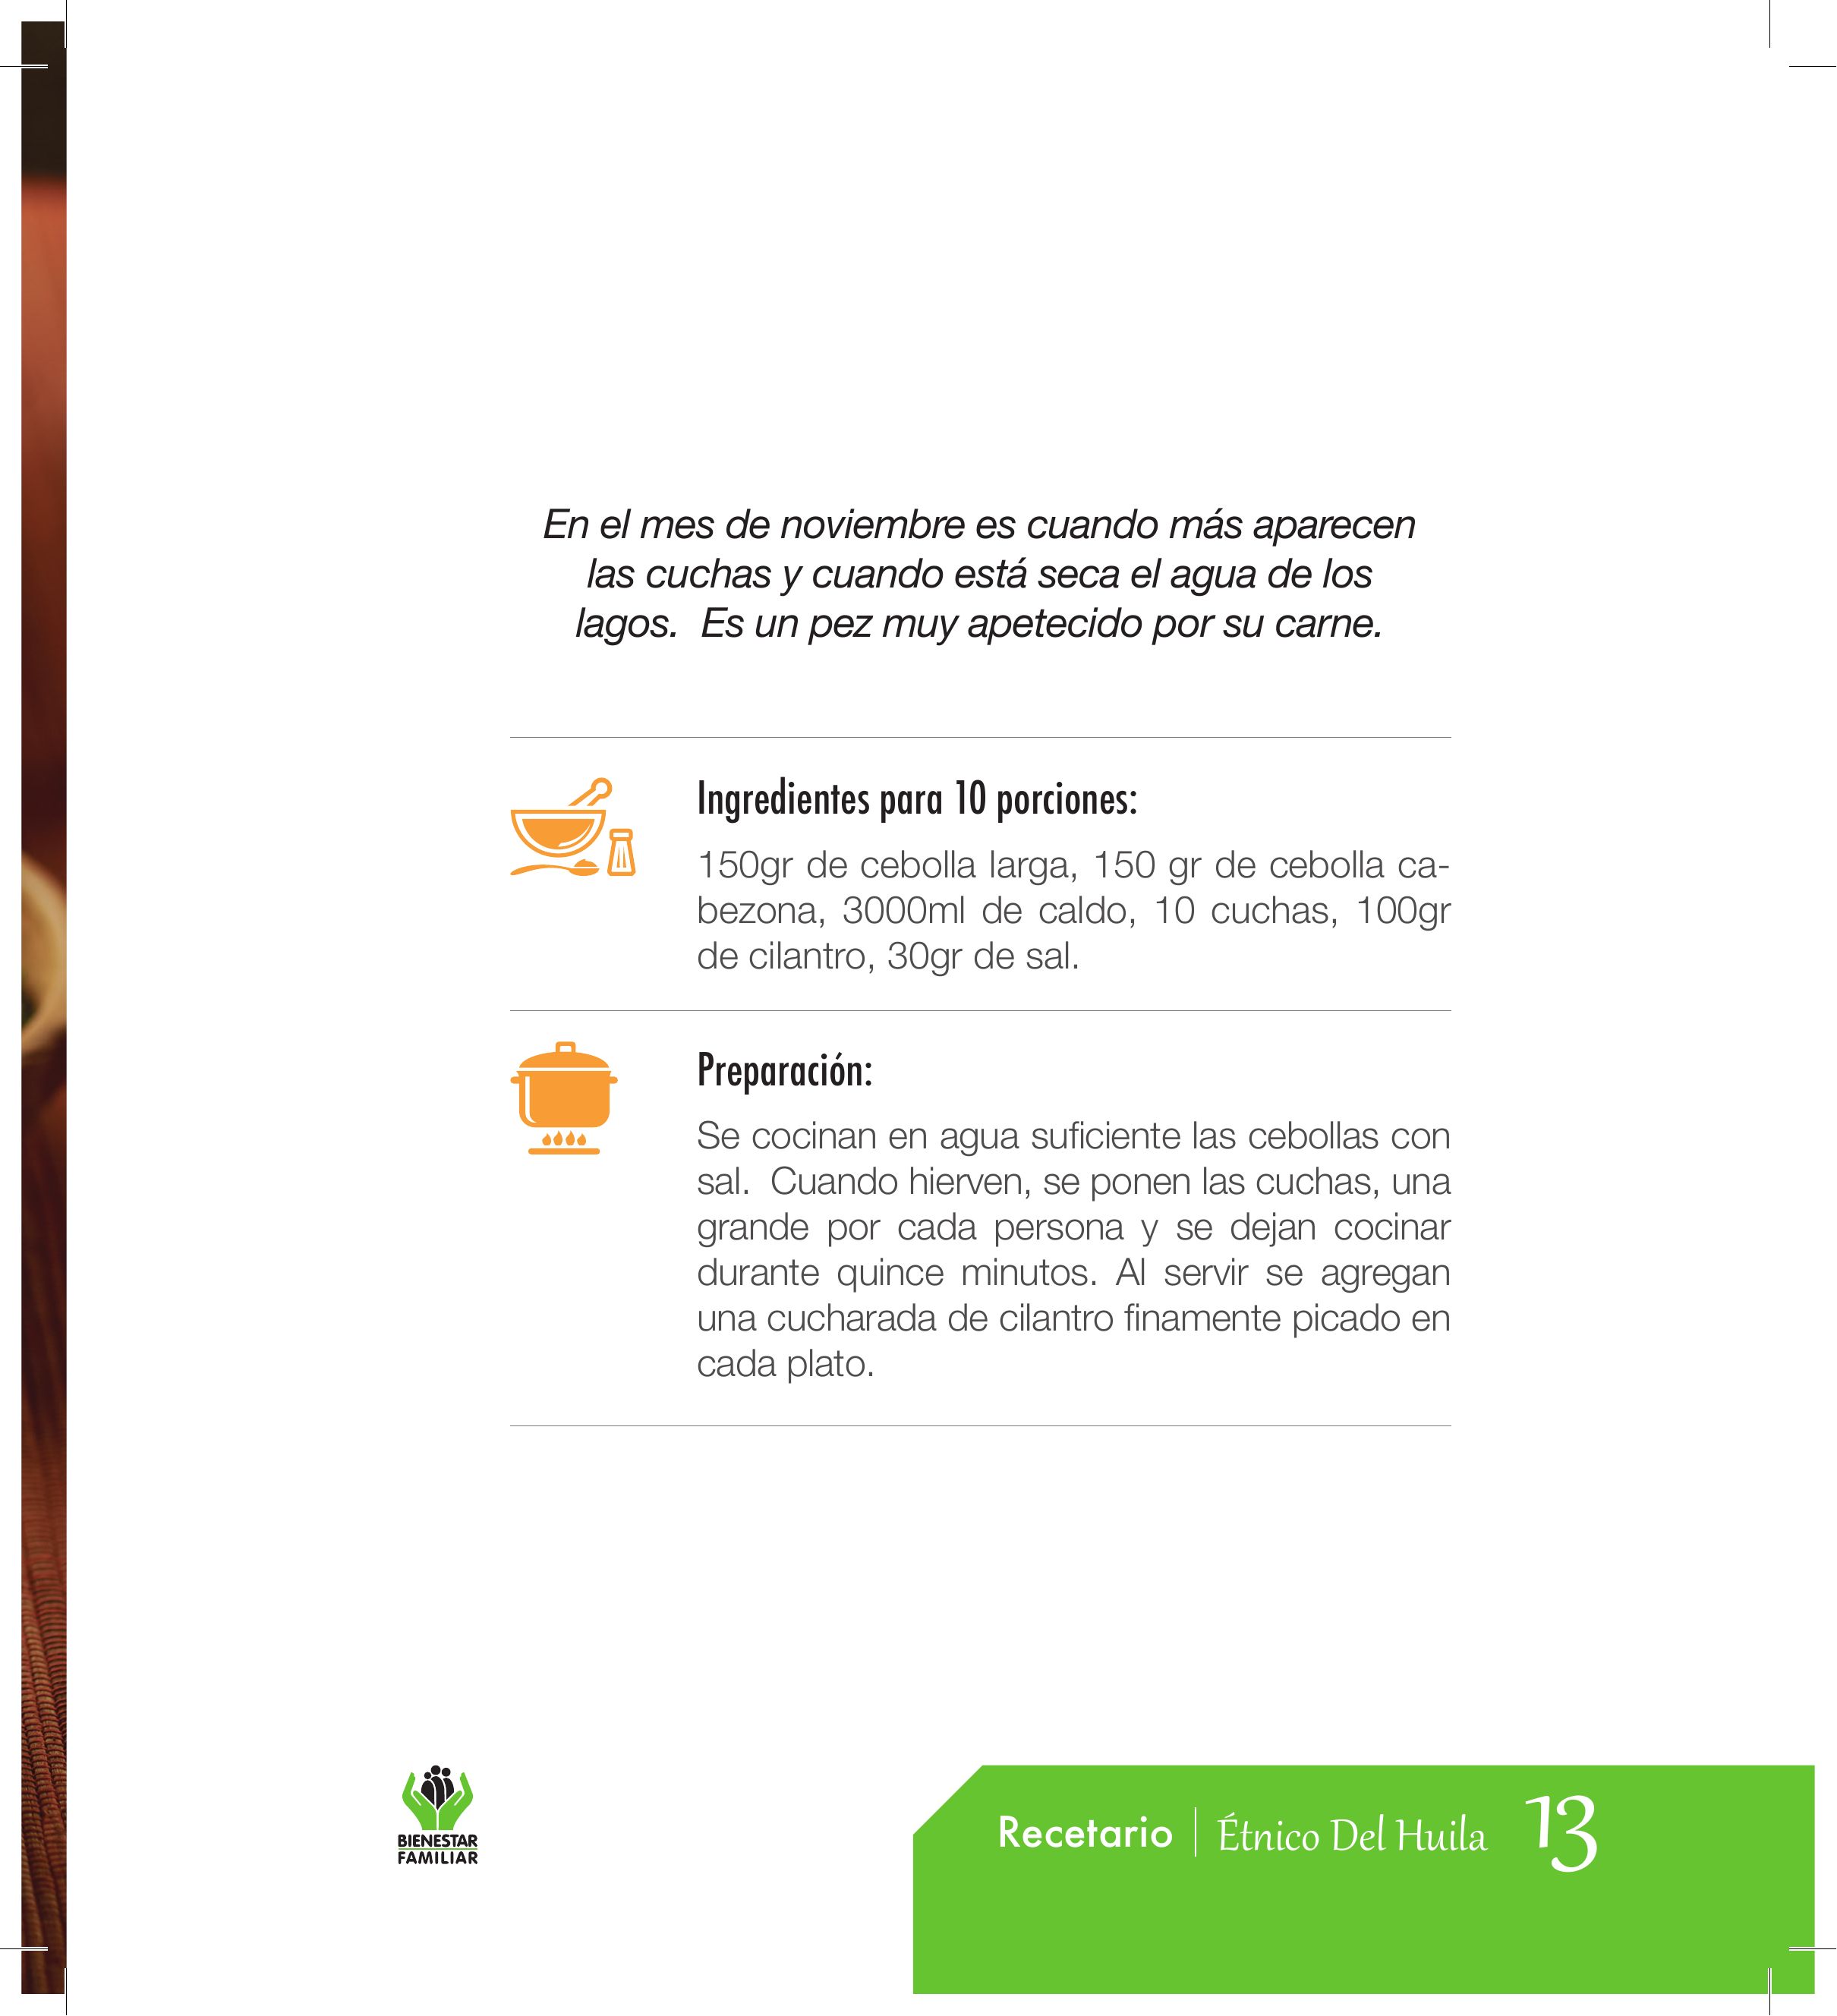 En el mes de noviembre es cuando más aparecen
las cuchas y cuando está seca el agua de los
lagos.  Es un pez muy apetecido por su carne.
Ingredientes para 10 porciones:
150gr de cebolla larga, 150 gr de cebolla ca-
bezona, 3000ml de caldo, 10 cuchas, 100gr
de cilantro, 30gr de sal.
Preparación:
Se cocinan en agua suficiente las cebollas con
sal.  Cuando hierven, se ponen las cuchas, una
grande por cada persona y se dejan cocinar
durante quince minutos. Al servir se agregan
una cucharada de cilantro finamente picado en
cada plato.
BIENESTAR
FAMILIAR
Recetario | Étnico Del Huila 13